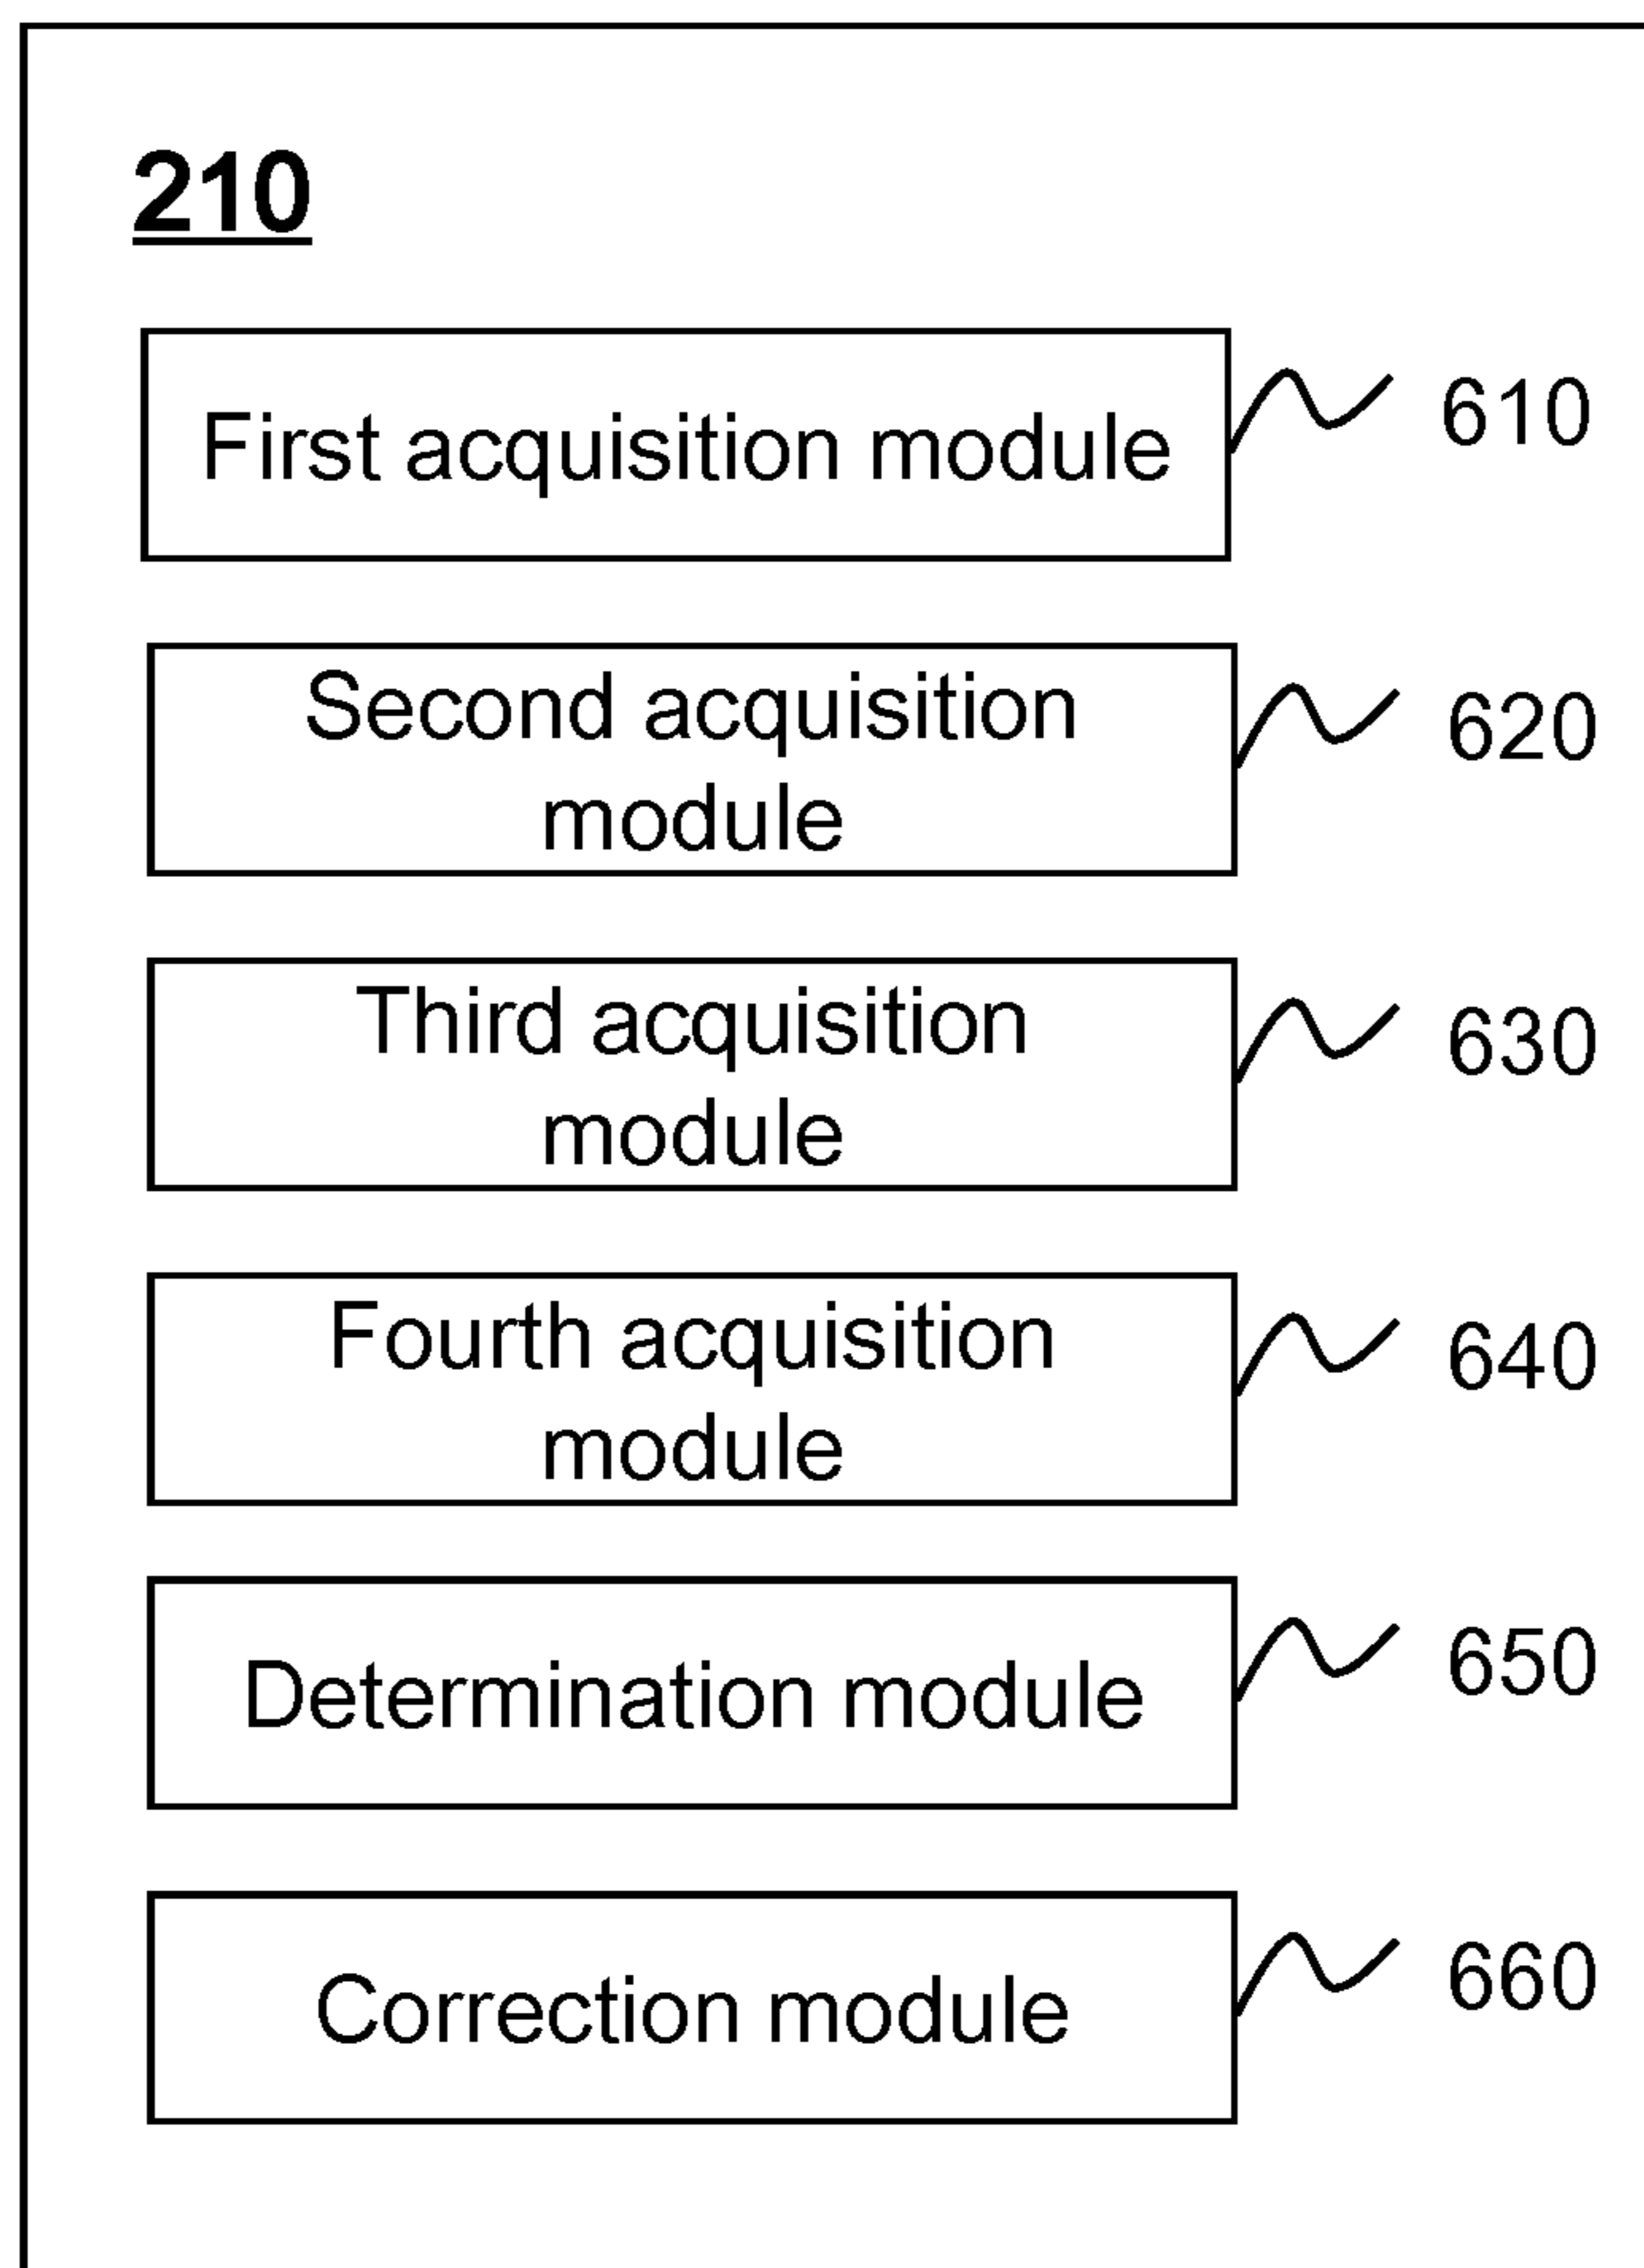 210
First acquisition module
610
Second acquisition
module
620
Third acquisition
module
630
Fourth acquisition
module
640
Determination module
650
Correction module
660